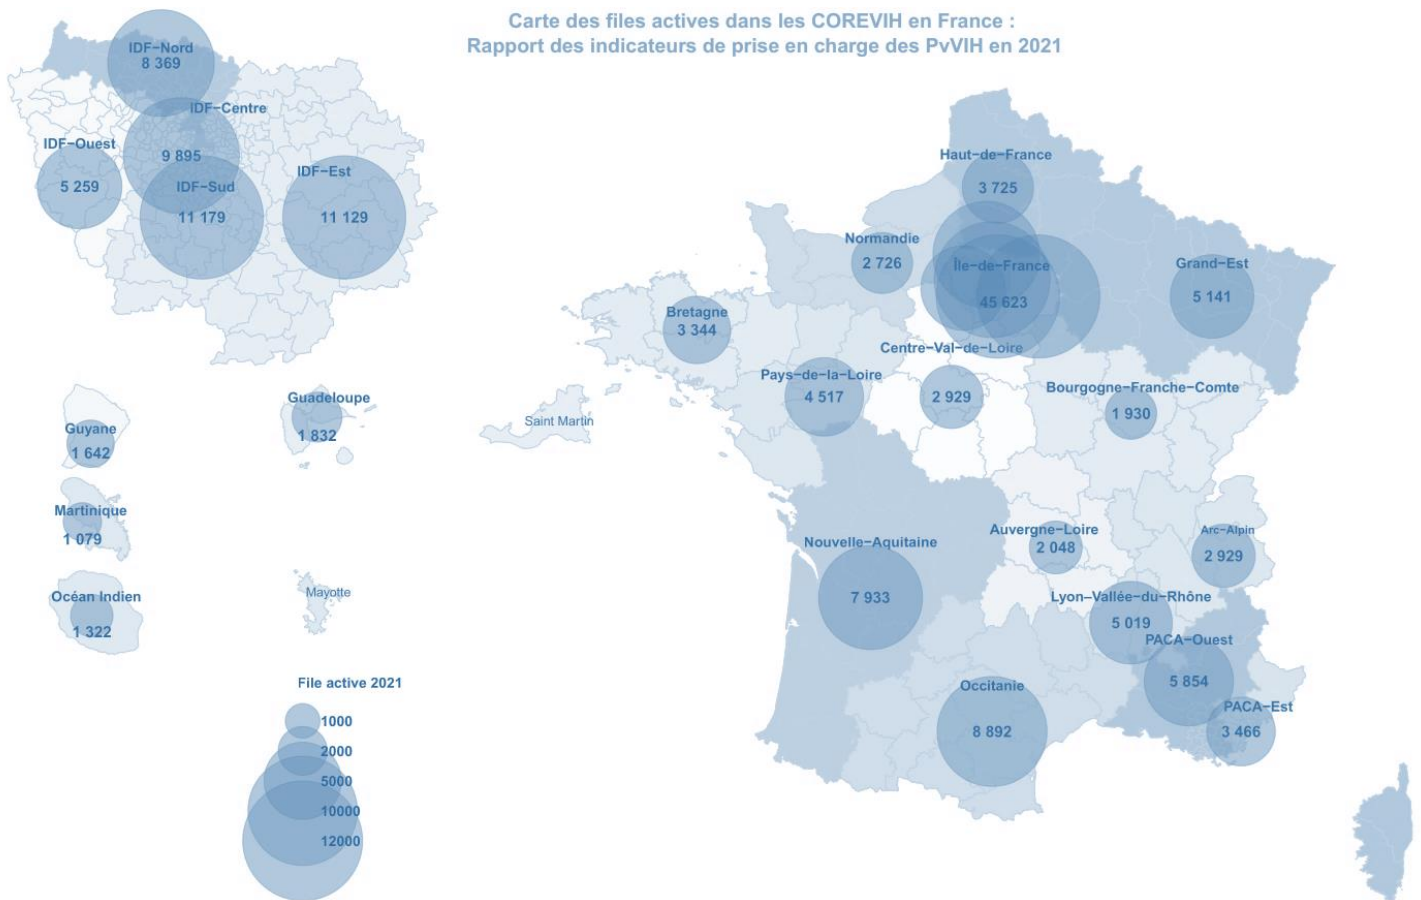 Carte des files actives dans les COREVIH en France :
Rapport des indicateurs de prise en charge des PvVIH en 2021
IDF-Nord
8 369
IDF-Centre
9 895
IDF-Ouest
5 259
IDF-Sud
11 179
IDF-Est
11 129
Haut-de-France
3 725
Normandie
2 726
Île-de-France
45 623
Grand-Est
5 141
Bretagne
3 344
Centre-Val-de-Loire
2 929
Pays-de-la-Loire
4 517
Bourgogne-Franche-Comte
1 930
Guyane
1 642
Guadeloupe
1 832
Saint Martin
Martinique
1 079
Océan Indien
1 322
Mayotte
Nouvelle-Aquitaine
7 933
Auvergne-Loire
2 048
Arc-Alpin
2 929
Lyon-Vallée-du-Rhône
5 019
PACA-Ouest
5 854
PACA-Est
3 466
Occitanie
8 892
File active 2021
1000
2000
5000
10000
12000